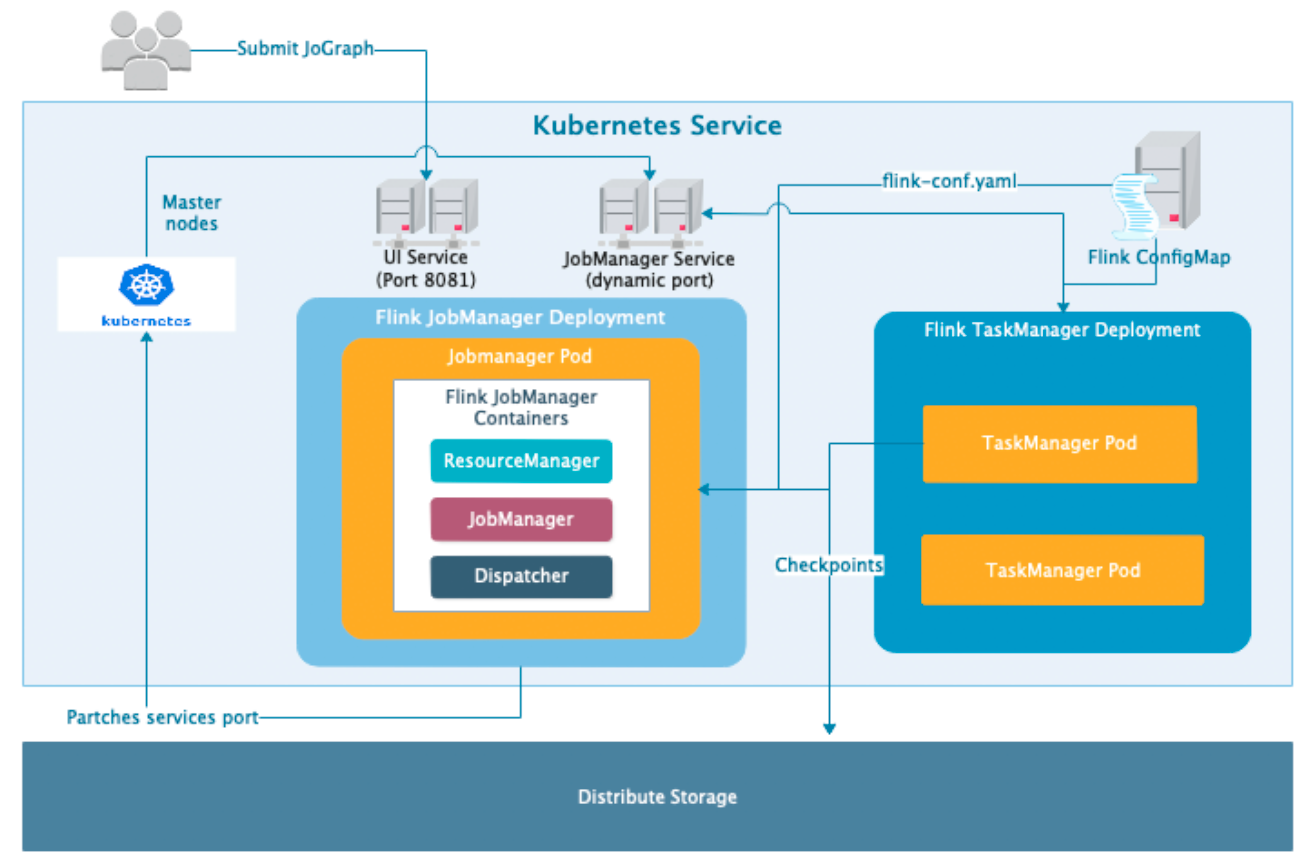 Submit JoGraph
Kubernetes Service
flink-conf.yaml
Master
nodes
UI Service
(Port 8081)
JobManager Service
(dynamic port)
Flink ConfigMap
kubernetes
Flink JobManager Deployment
Flink TaskManager Deployment
Jobmanager Pod
Flink JobManager
Containers
ResourceManager
JobManager
Dispatcher
TaskManager Pod
Checkpoints
TaskManager Pod
Partches services port
Distribute Storage